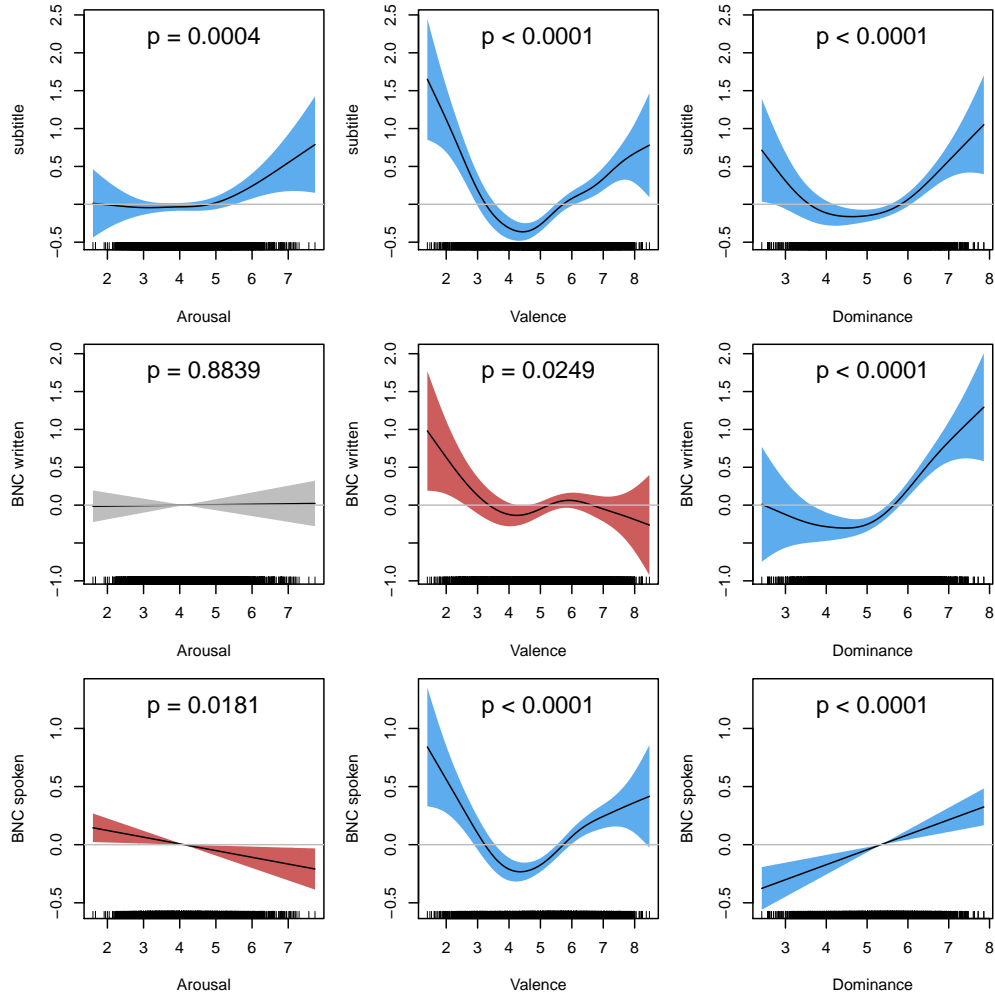 p = 0.0004
subtitle
−0.5 0.5 1.0 1.5 2.0 2.5
2 3 4 5 6 7
Arousal
p < 0.0001
subtitle
−0.5 0.5 1.0 1.5 2.0 2.5
1 2 3 4 5 6 7 8
Valence
p < 0.0001
subtitle
−0.5 0.5 1.0 1.5 2.0 2.5
3 4 5 6 7 8
Dominance
p = 0.8839
BNC written
−1.0 0.0 0.5 1.0 1.5 2.0
2 3 4 5 6 7
Arousal
p = 0.0249
BNC written
−1.0 0.0 0.5 1.0 1.5 2.0
1 2 3 4 5 6 7 8
Valence
p < 0.0001
BNC written
−1.0 0.0 0.5 1.0 1.5 2.0
3 4 5 6 7 8
Dominance
p = 0.0181
BNC spoken
−0.5 0.0 0.5 1.0
2 3 4 5 6 7
Arousal
p < 0.0001
BNC spoken
−0.5 0.0 0.5 1.0
1 2 3 4 5 6 7 8
Valence
p < 0.0001
BNC spoken
−0.5 0.0 0.5 1.0
3 4 5 6 7 8
Dominance